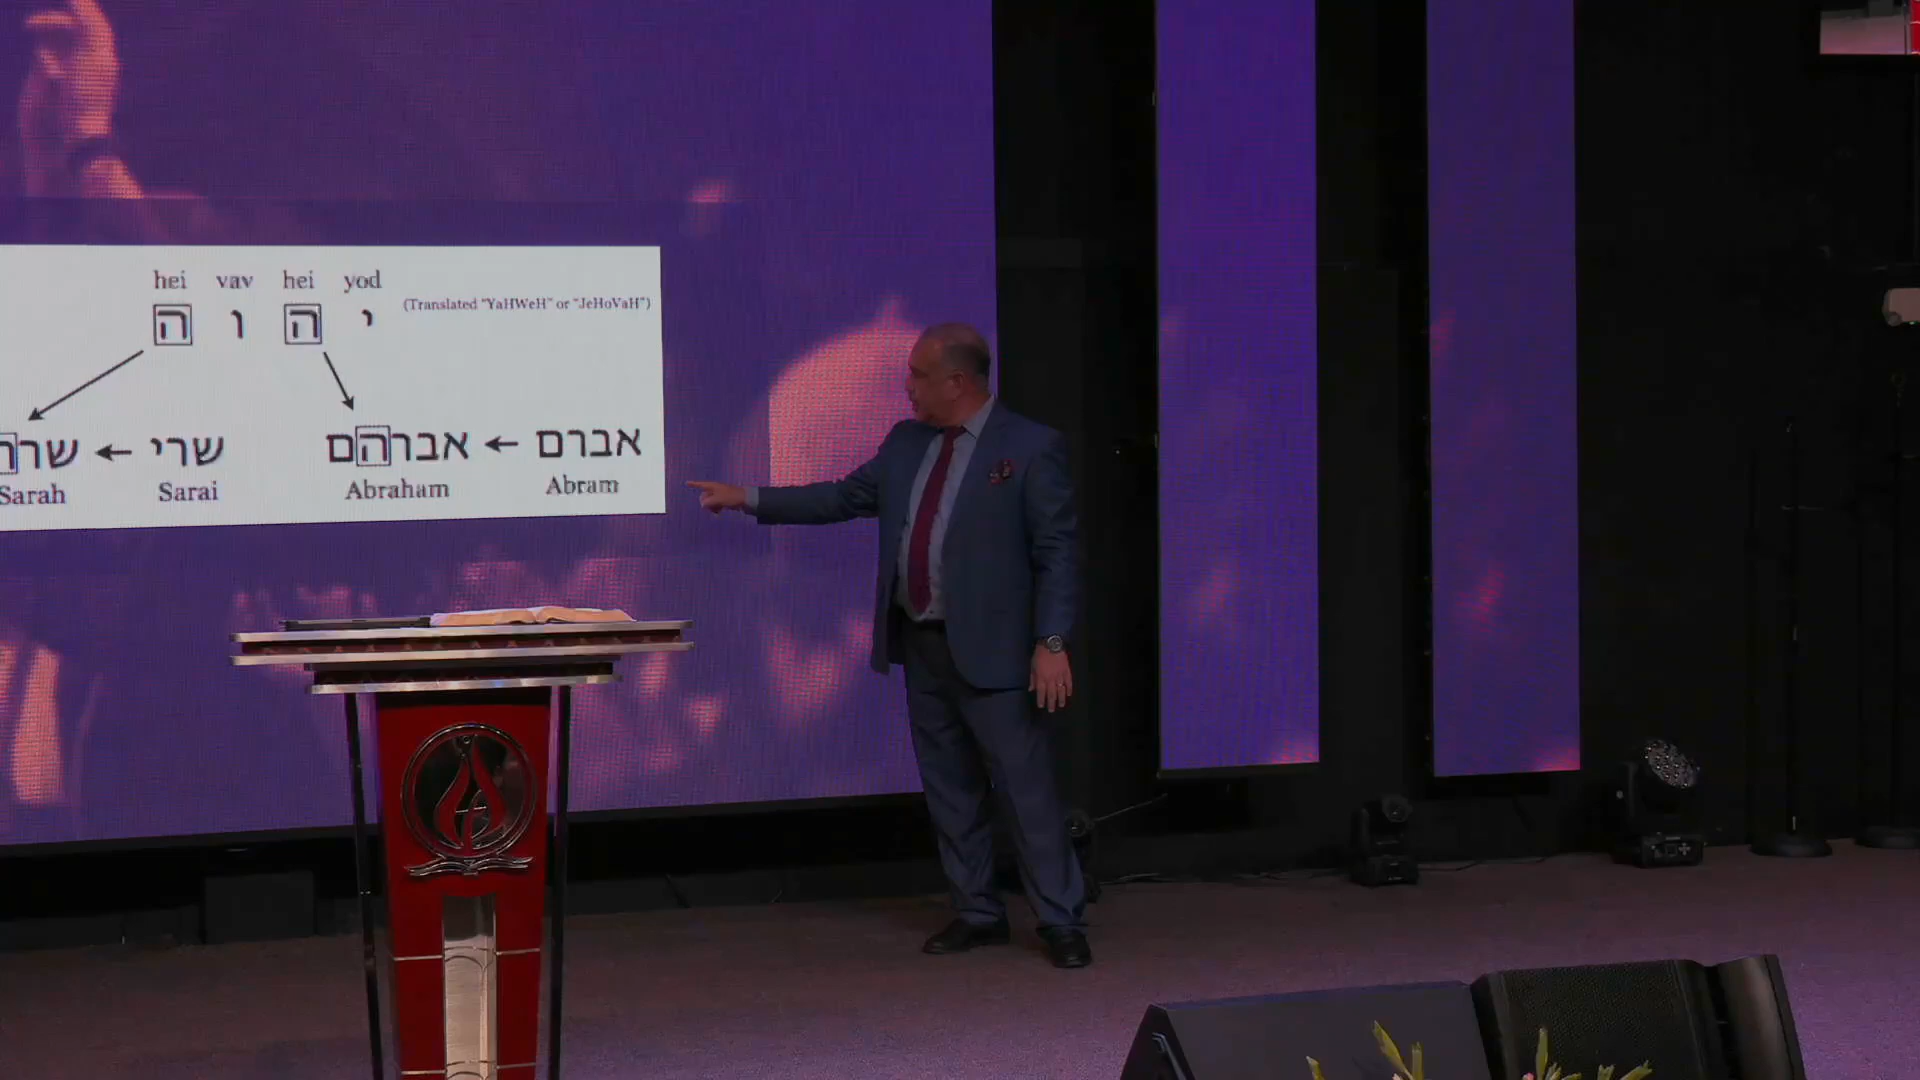 hei vav hei yod
ה ו ה י (Translated "YaHWeH" or "JeHoVaH")
אברם ← אברהם שרי ← שרה
Sarah Sarai Abraham Abram